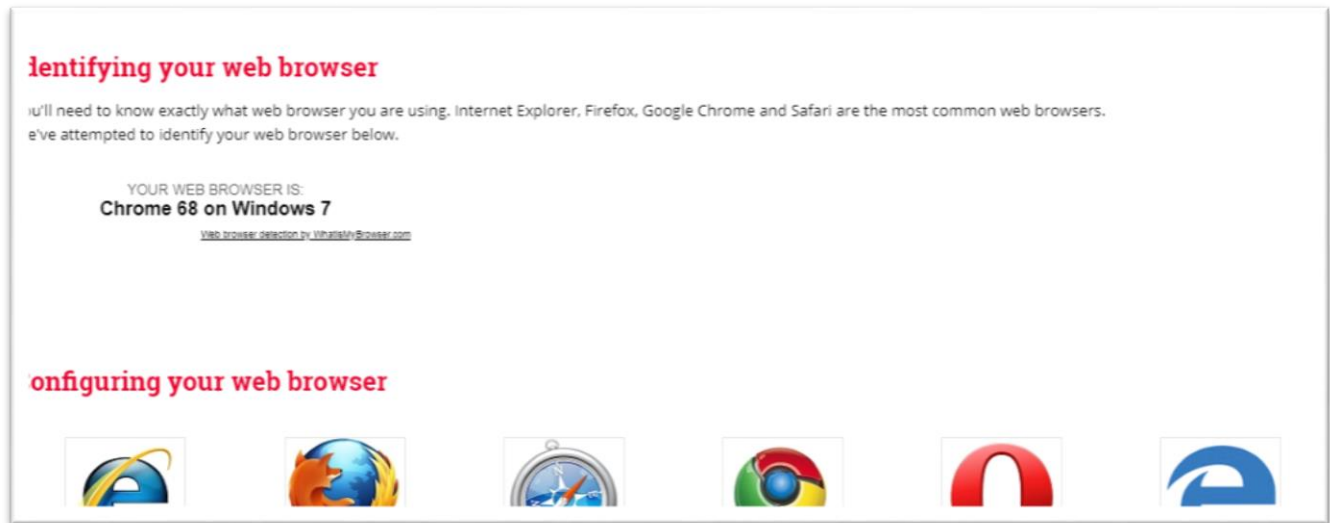 Identifying your web browser
u'll need to know exactly what web browser you are using. Internet Explorer, Firefox, Google Chrome and Safari are the most common web browsers.
e've attempted to identify your web browser below.
YOUR WEB BROWSER IS:
Chrome 68 on Windows 7
Web browser detection by WhatIsMyBrowser.com
onfiguring your web browser